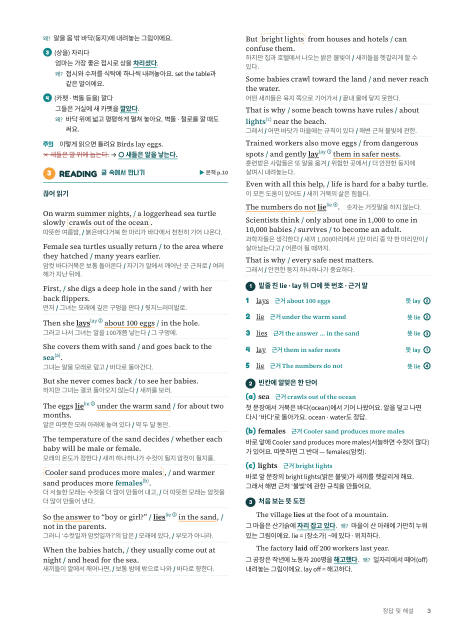 왜? 알을 몸 밖 바닥(둥지)에 내려놓는 그림이에요.
3 (상을) 차리다
엄마는 가장 좋은 접시로 상을 차리셨다.
왜? 접시와 수저를 식탁에 하나씩 내려놓아요. set the table과
같은 말이에요.
4 (카펫·벽돌 등을) 깔다
그들은 거실에 새 카펫을 깔았다.
왜? 바닥 위에 넓고 평평하게 펼쳐 놓아요. 벽돌·철로를 깔 때도
써요.
주의 이렇게 읽으면 틀려요 Birds lay eggs.
✕ 새들은 알 위에 눕는다. → ○ 새들은 알을 낳는다.
3 READING 글 속에서 만나기 ▶ 본책 p.10
끊어 읽기
On warm summer nights, / a loggerhead sea turtle
slowly crawls out of the ocean.
따뜻한 여름밤, / 붉은바다거북 한 마리가 바다에서 천천히 기어 나온다.
Female sea turtles usually return / to the area where
they hatched / many years earlier.
암컷 바다거북은 보통 돌아온다 / 자기가 알에서 깨어난 곳 근처로 / 여러
해가 지난 뒤에.
First, / she digs a deep hole in the sand / with her
back flippers.
먼저 / 그녀는 모래에 깊은 구멍을 판다 / 뒷지느러미발로.
Then she lays about 100 eggs / in the hole.
그러고 나서 그녀는 알을 100개쯤 낳는다 / 그 구멍에.
She covers them with sand / and goes back to the
sea(a).
그녀는 알을 모래로 덮고 / 바다로 돌아간다.
But she never comes back / to see her babies.
하지만 그녀는 결코 돌아오지 않는다 / 새끼를 보러.
The eggs lie under the warm sand / for about two
months.
알은 따뜻한 모래 아래에 놓여 있다 / 약 두 달 동안.
The temperature of the sand decides / whether each
baby will be male or female.
모래의 온도가 정한다 / 새끼 하나하나가 수컷이 될지 암컷이 될지를.
Cooler sand produces more males, / and warmer
sand produces more females(b).
더 서늘한 모래는 수컷을 더 많이 만들어 내고, / 더 따뜻한 모래는 암컷을
더 많이 만들어 낸다.
So the answer to “boy or girl?” / lies in the sand, /
not in the parents.
그러니 '수컷일까 암컷일까?'의 답은 / 모래에 있다, / 부모가 아니라.
When the babies hatch, / they usually come out at
night / and head for the sea.
새끼들이 알에서 깨어나면, / 보통 밤에 밖으로 나와 / 바다로 향한다.
But bright lights from houses and hotels / can
confuse them.
하지만 집과 호텔에서 나오는 밝은 불빛이 / 새끼들을 헷갈리게 할 수
있다.
Some babies crawl toward the land / and never reach
the water.
어떤 새끼들은 육지 쪽으로 기어가서 / 끝내 물에 닿지 못한다.
That is why / some beach towns have rules / about
lights(c) near the beach.
그래서 / 어떤 바닷가 마을에는 규칙이 있다 / 해변 근처 불빛에 관한.
Trained workers also move eggs / from dangerous
spots / and gently lay them in safer nests.
훈련받은 사람들은 또 알을 옮겨 / 위험한 곳에서 / 더 안전한 둥지에
살며시 내려놓는다.
Even with all this help, / life is hard for a baby turtle.
이 모든 도움이 있어도 / 새끼 거북의 삶은 힘들다.
The numbers do not lie. 숫자는 거짓말을 하지 않는다.
Scientists think / only about one in 1,000 to one in
10,000 babies / survives / to become an adult.
과학자들은 생각한다 / 새끼 1,000마리에서 1만 마리 중 약 한 마리만이 /
살아남는다고 / 어른이 될 때까지.
That is why / every safe nest matters.
그래서 / 안전한 둥지 하나하나가 중요하다.
1 밑줄 친 lie·lay 뒤 □에 뜻 번호·근거 말
1 lays 근거 about 100 eggs 뜻 lay 2
2 lie 근거 under the warm sand 뜻 lie 2
3 lies 근거 the answer ... in the sand 뜻 lie 3
4 lay 근거 them in safer nests 뜻 lay 1
5 lie 근거 The numbers do not 뜻 lie 4
2 빈칸에 알맞은 한 단어
(a) sea 근거 crawls out of the ocean
첫 문장에서 거북은 바다(ocean)에서 기어 나왔어요. 알을 덮고 나면
다시 '바다'로 돌아가요. ocean·water도 정답.
(b) females 근거 Cooler sand produces more males
바로 앞에 Cooler sand produces more males(서늘하면 수컷이 많다)
가 있어요. 따뜻하면 그 반대 — females(암컷).
(c) lights 근거 bright lights
바로 앞 문장의 bright lights(밝은 불빛)가 새끼를 헷갈리게 해요.
그래서 해변 근처 '불빛'에 관한 규칙을 만들어요.
3 처음 보는 뜻 도전
The village lies at the foot of a mountain.
그 마을은 산기슭에 자리 잡고 있다. 왜? 마을이 산 아래에 가만히 누워
있는 그림이에요. lie = (장소가) ~에 있다·위치하다.
The factory laid off 200 workers last year.
그 공장은 작년에 노동자 200명을 해고했다. 왜? 일자리에서 떼어(off)
내려놓아요. lay off = 해고하다.
정답 및 해설 3